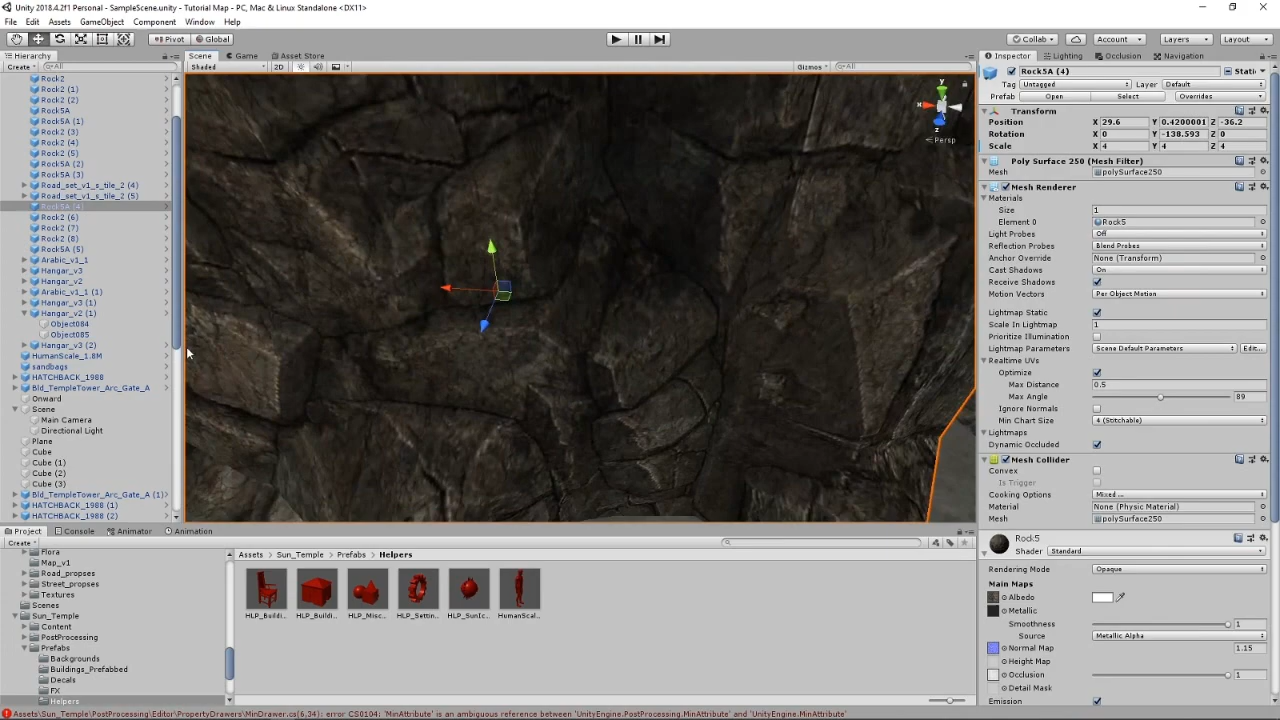 Unity 2018.4.2f1 Personal - SampleScene.unity - Tutorial Map - PC, Mac & Linux Standalone <DX11>
File Edit Assets GameObject Component Window Help
Pivot Global Collab Account Layers Layout
Hierarchy
Create All
Rock2
Rock2 (1)
Rock2 (2)
Rock5A
Rock5A (1)
Rock2 (3)
Rock2 (4)
Rock2 (5)
Rock5A (2)
Rock5A (3)
Road_set_v1_s_tile_2 (4)
Road_set_v1_s_tile_2 (5)
Rock5A (4)
Rock2 (6)
Rock2 (7)
Rock2 (8)
Rock5A (5)
Arabic_v1_1
Hangar_v3
Hangar_v2
Arabic_v1_1 (1)
Hangar_v3 (1)
Hangar_v2 (1)
Object084
Object085
Hangar_v3 (2)
HumanScale_1.8M
sandbags
HATCHBACK_1988
Bld_TempleTower_Arc_Gate_A
Onward
Scene
Main Camera
Directional Light
Plane
Cube
Cube (1)
Cube (2)
Cube (3)
Bld_TempleTower_Arc_Gate_A (1)
HATCHBACK_1988 (1)
HATCHBACK_1988 (2)
Scene Game Asset Store
Shaded 2D Gizmos All
y
x
z
Persp
Inspector Lighting Occlusion Navigation
Rock5A (4) Stati
Tag Untagged Layer Default
Prefab Open Select Overrides
Transform
Position X 29.6 Y 0.4200001 Z -36.2
Rotation X 0 Y -138.593 Z 0
Scale X 4 Y 4 Z 4
Poly Surface 250 (Mesh Filter)
Mesh polySurface250
Mesh Renderer
Materials
Size 1
Element 0 Rock5
Light Probes Off
Reflection Probes Blend Probes
Anchor Override None (Transform)
Cast Shadows On
Receive Shadows
Motion Vectors Per Object Motion
Lightmap Static
Scale In Lightmap 1
Prioritize Illumination
Lightmap Parameters Scene Default Parameters Edit...
Realtime UVs
Optimize
Max Distance 0.5
Max Angle 89
Ignore Normals
Min Chart Size 4 (Stitchable)
Lightmaps
Dynamic Occluded
Mesh Collider
Convex
Is Trigger
Cooking Options Mixed ...
Material None (Physic Material)
Mesh polySurface250
Rock5
Shader Standard
Rendering Mode Opaque
Main Maps
Albedo
Metallic
Smoothness 1
Source Metallic Alpha
Normal Map 1.15
Height Map
Occlusion 1
Detail Mask
Emission
Project Console Animator Animation
Create
Flora
Map_v1
Road_propses
Street_propses
Textures
Scenes
Sun_Temple
Content
PostProcessing
Prefabs
Backgrounds
Buildings_Prefabbed
Decals
FX
Helpers
Assets Sun_Temple Prefabs Helpers
HLP_Buildi... HLP_Buildi... HLP_Misc... HLP_Settin... HLP_SunIc... HumanScal...
Assets\Sun_Temple\PostProcessing\Editor\PropertyDrawers\MinDrawer.cs(6,34): error CS0104: 'MinAttribute' is an ambiguous reference between 'UnityEngine.PostProcessing.MinAttribute' and 'UnityEngine.MinAttribute'